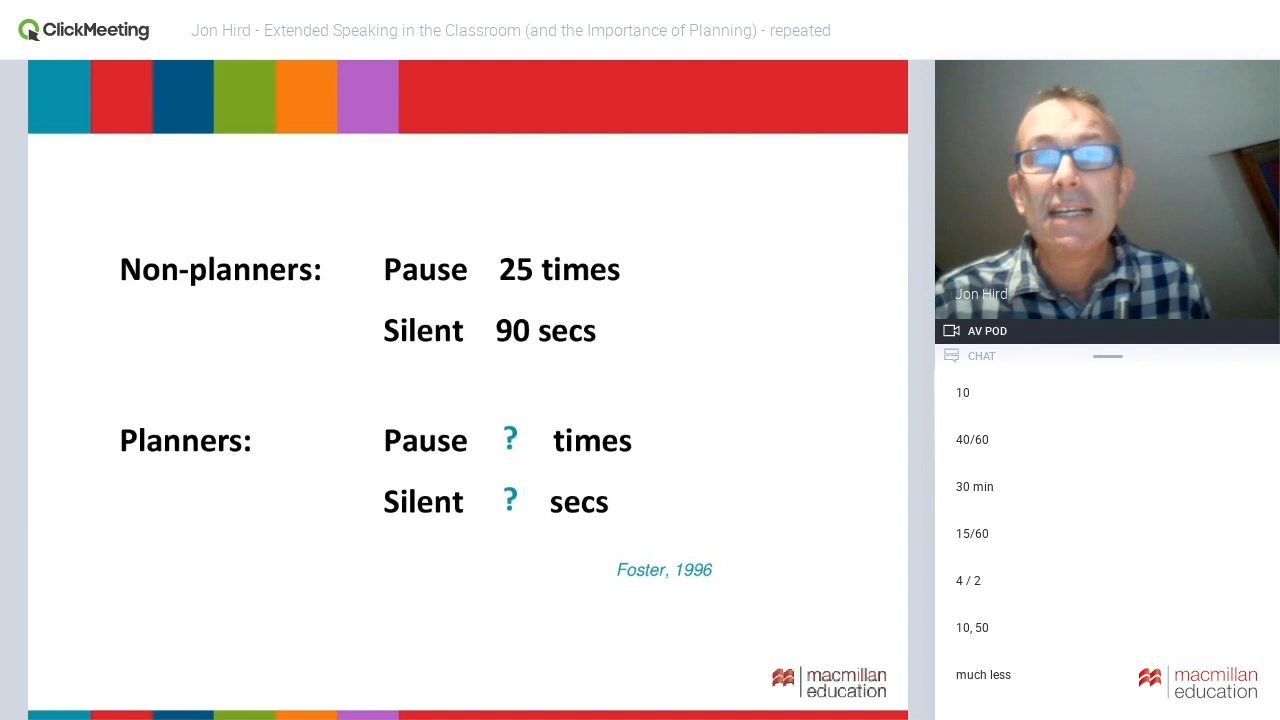 ClickMeeting
Jon Hird - Extended Speaking in the Classroom (and the Importance of Planning) - repeated
Non-planners: Pause 25 times
Silent 90 secs
Planners: Pause ? times
Silent ? secs
Foster, 1996
macmillan
education
Jon Hird
AV POD
CHAT
10
40/60
30 min
15/60
4 / 2
10, 50
much less
macmillan
education